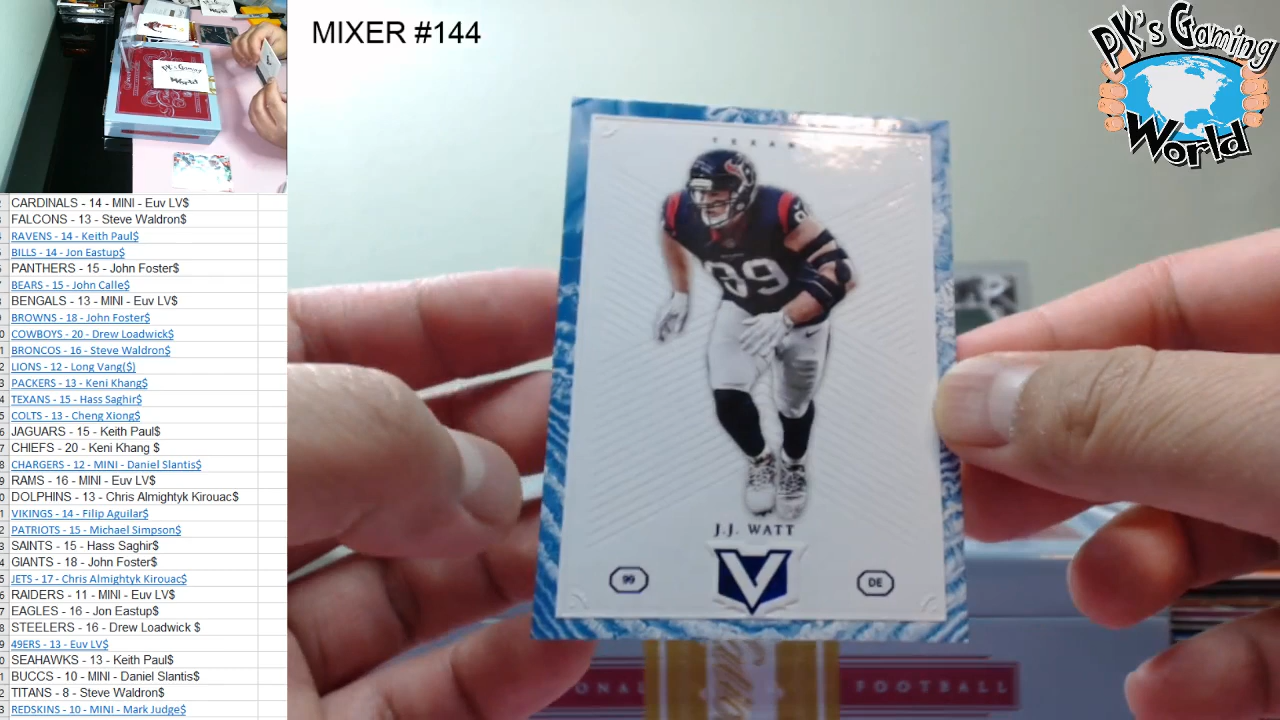 MIXER #144
PK's Gaming
World
PK's Gaming
World
CARDINALS - 14 - MINI - Euv LV$
FALCONS - 13 - Steve Waldron$
RAVENS - 14 - Keith Paul$
BILLS - 14 - Jon Eastup$
PANTHERS - 15 - John Foster$
BEARS - 15 - John Calle$
BENGALS - 13 - MINI - Euv LV$
BROWNS - 18 - John Foster$
COWBOYS - 20 - Drew Loadwick$
BRONCOS - 16 - Steve Waldron$
LIONS - 12 - Long Vang($)
PACKERS - 13 - Keni Khang$
TEXANS - 15 - Hass Saghir$
COLTS - 13 - Cheng Xiong$
JAGUARS - 15 - Keith Paul$
CHIEFS - 20 - Keni Khang $
CHARGERS - 12 - MINI - Daniel Slantis$
RAMS - 16 - MINI - Euv LV$
DOLPHINS - 13 - Chris Almightyk Kirouac$
VIKINGS - 14 - Filip Aguilar$
PATRIOTS - 15 - Michael Simpson$
SAINTS - 15 - Hass Saghir$
GIANTS - 18 - John Foster$
JETS - 17 - Chris Almightyk Kirouac$
RAIDERS - 11 - MINI - Euv LV$
EAGLES - 16 - Jon Eastup$
STEELERS - 16 - Drew Loadwick $
49ERS - 13 - Euv LV$
SEAHAWKS - 13 - Keith Paul$
BUCCS - 10 - MINI - Daniel Slantis$
TITANS - 8 - Steve Waldron$
REDSKINS - 10 - MINI - Mark Judge$
99
J.J. WATT
V
99
DE
FOOTBALL